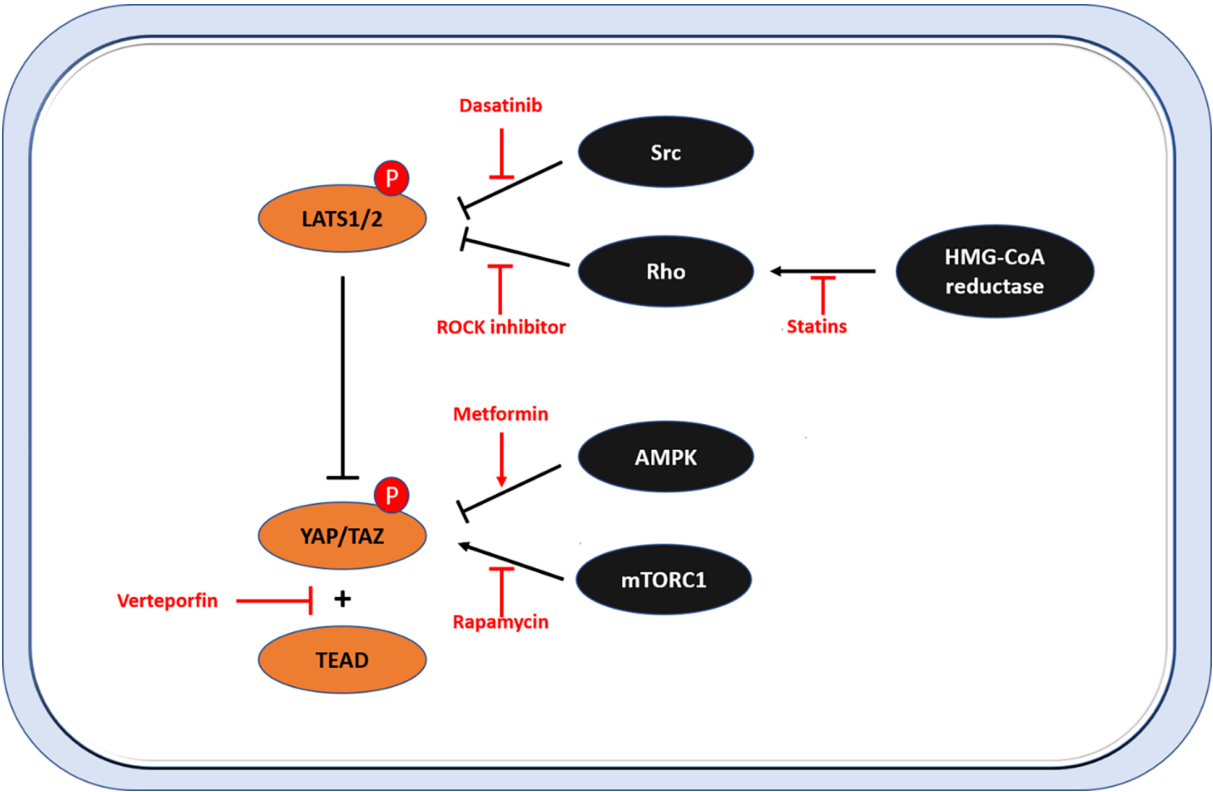 Dasatinib
Src
P
LATS1/2
Rho
HMG-CoA
reductase
ROCK inhibitor
Statins
Metformin
AMPK
P
YAP/TAZ
mTORC1
Verteporfin
+
Rapamycin
TEAD